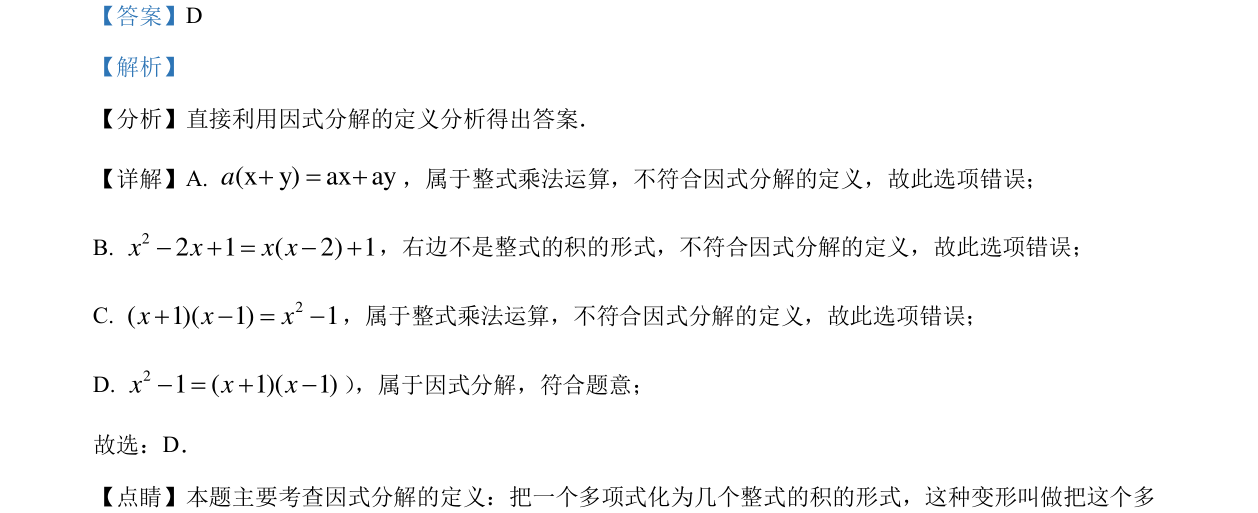 【答案】D
【解析】
【分析】直接利用因式分解的定义分析得出答案．
【详解】A. a(x+ y) = ax+ ay ，属于整式乘法运算，不符合因式分解的定义，故此选项错误；
B. x² − 2x +1 = x(x − 2) +1，右边不是整式的积的形式，不符合因式分解的定义，故此选项错误；
C. (x +1)(x −1) = x² −1，属于整式乘法运算，不符合因式分解的定义，故此选项错误；
D. x² −1 = (x +1)(x −1) ），属于因式分解，符合题意；
故选：D．
【点睛】本题主要考查因式分解的定义：把一个多项式化为几个整式的积的形式，这种变形叫做把这个多